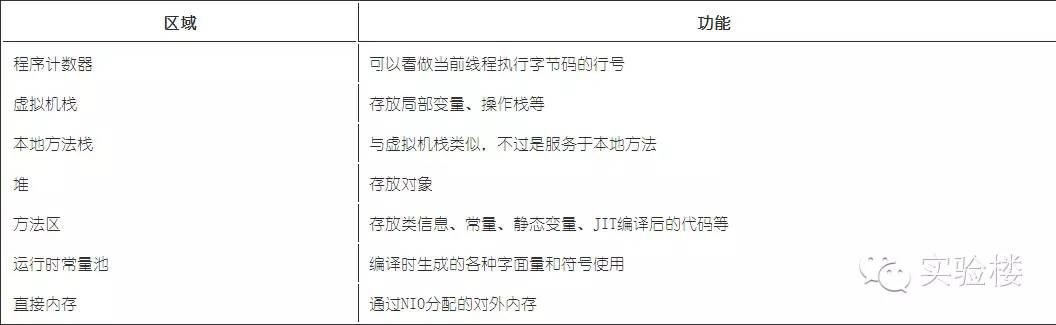 区域 功能
程序计数器 可以看做当前线程执行字节码的行号
虚拟机栈 存放局部变量、操作栈等
本地方法栈 与虚拟机栈类似，不过是服务于本地方法
堆 存放对象
方法区 存放类信息、常量、静态变量、JIT编译后的代码等
运行时常量池 编译时生成的各种字面量和符号使用
直接内存 通过NIO分配的对外内存
实验楼